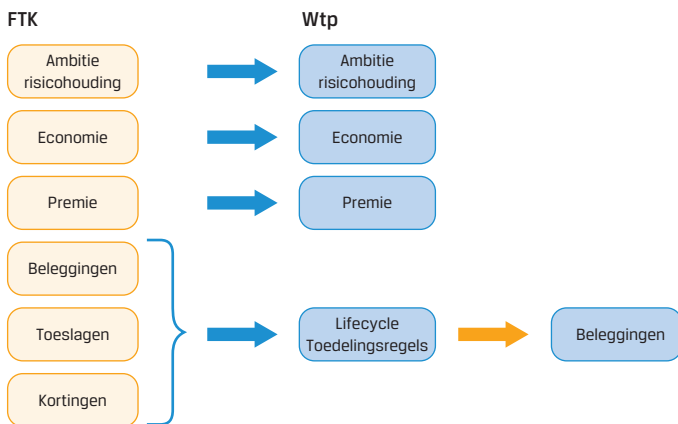 FTK
Wtp
Ambitie
risicohouding
Ambitie
risicohouding
Economie
Economie
Premie
Premie
Beleggingen
Toeslagen
Kortingen
Lifecycle
Toedelingsregels
Beleggingen